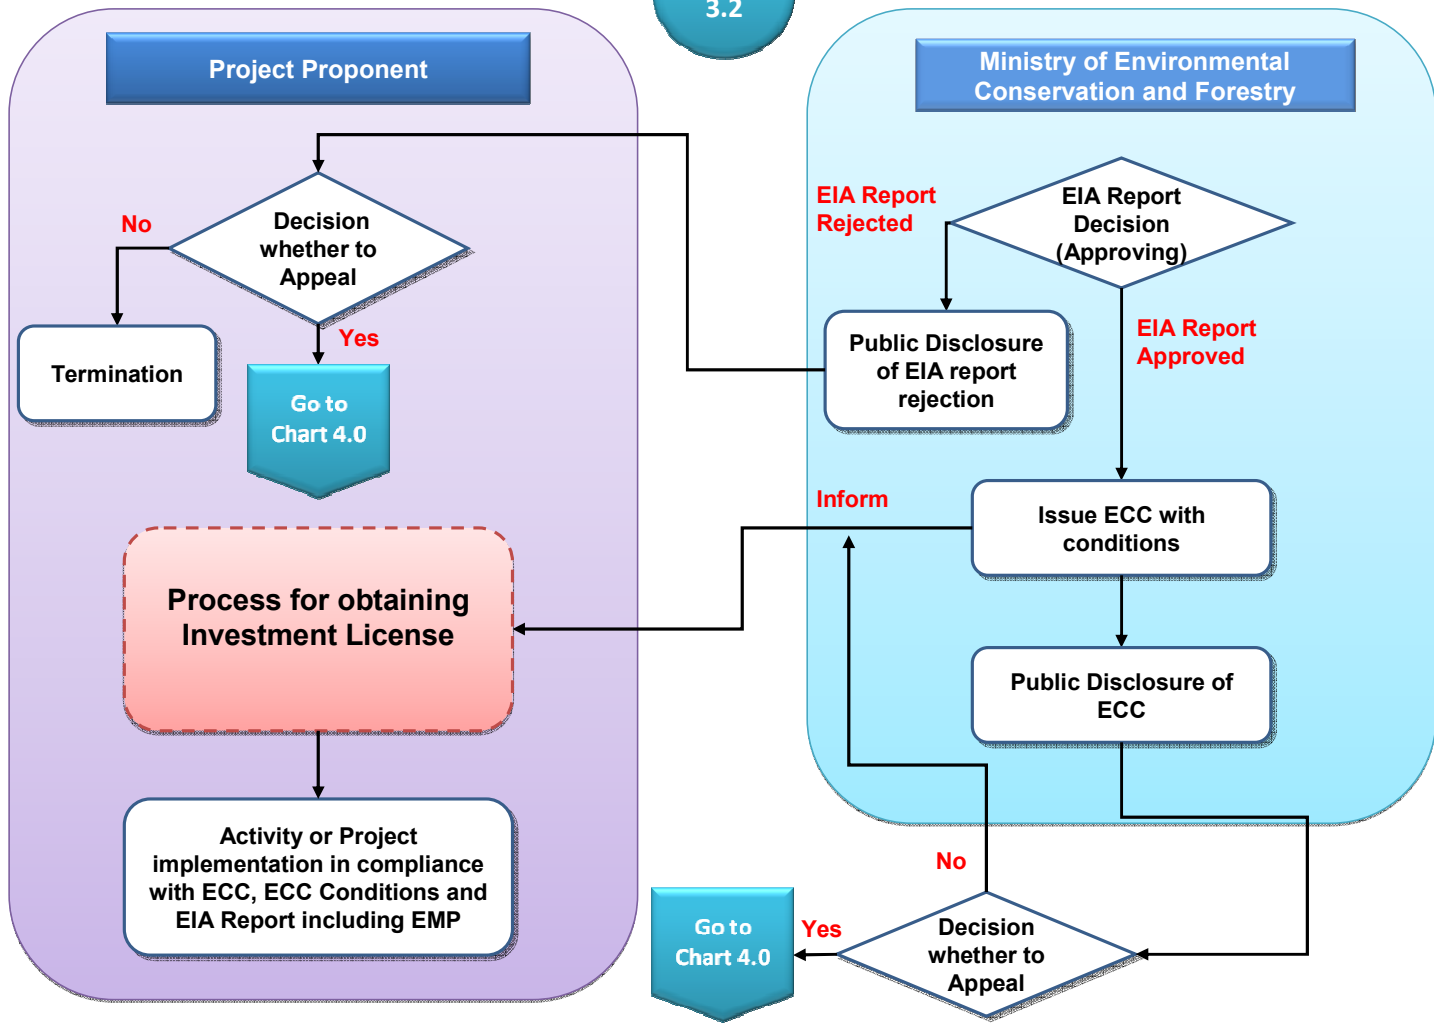 3.2
Project Proponent
Ministry of Environmental
Conservation and Forestry
Decision
whether to
Appeal
No
Yes
Termination
Go to
Chart 4.0
EIA Report
Rejected
EIA Report
Decision
(Approving)
Public Disclosure
of EIA report
rejection
EIA Report
Approved
Inform
Issue ECC with
conditions
Process for obtaining
Investment License
Public Disclosure of
ECC
Activity or Project
implementation in compliance
with ECC, ECC Conditions and
EIA Report including EMP
No
Go to
Chart 4.0
Yes
Decision
whether to
Appeal